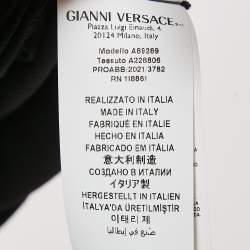 GIANNI VERSACE S.r.l.
Piazza Luigi Einaudi, 4
20124 Milano, Italy
Modello A89289
Tessuto A228806
PROABB:2021 3782
RN 118861
REALIZZATO IN ITALIA
MADE IN ITALY
FABRIQUÉ EN ITALIE
HECHO EN ITALIA
FABRICADO EM ITÁLIA
意大利制造
СОЗДАНО В ИТАЛИИ
イタリア製
HERGESTELLT IN ITALIEN
İTALYA'DA ÜRETİLMİŞTİR
이태리 제
صنع في إيطاليا